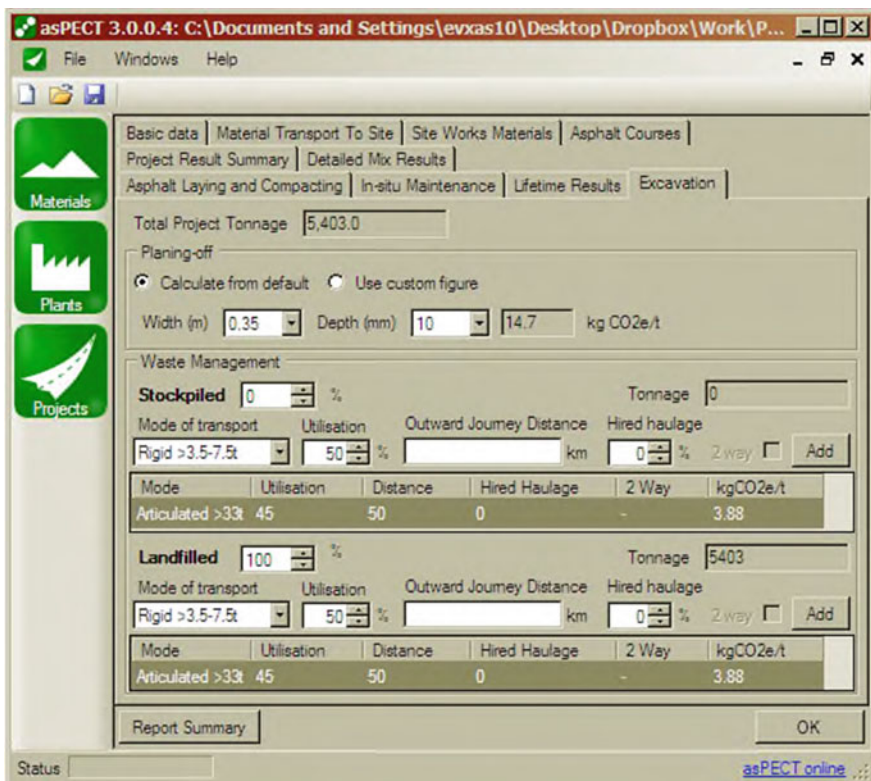 asPECT 3.0.0.4: C:\Documents and Settings\evxas10\Desktop\Dropbox\Work\P...
File Windows Help
Basic data Material Transport To Site Site Works Materials Asphalt Courses
Project Result Summary Detailed Mix Results
Asphalt Laying and Compacting In-situ Maintenance Lifetime Results Excavation
Materials
Plants
Projects
Total Project Tonnage 5,403.0
Planing-off
Calculate from default Use custom figure
Width (m) 0.35 Depth (mm) 10 14.7 kg CO2e/t
Waste Management
Stockpiled 0 % Tonnage 0
Mode of transport Utilisation Outward Journey Distance Hired haulage
Rigid >3.5-7.5t 50 % km 0 % 2 way Add
Mode Utilisation Distance Hired Haulage 2 Way kgCO2e/t
Articulated >33t 45 50 0 - 3.88
Landfilled 100 % Tonnage 5403
Mode of transport Utilisation Outward Journey Distance Hired haulage
Rigid >3.5-7.5t 50 % km 0 % 2 way Add
Mode Utilisation Distance Hired Haulage 2 Way kgCO2e/t
Articulated >33t 45 50 0 - 3.88
Report Summary OK
Status asPECT online